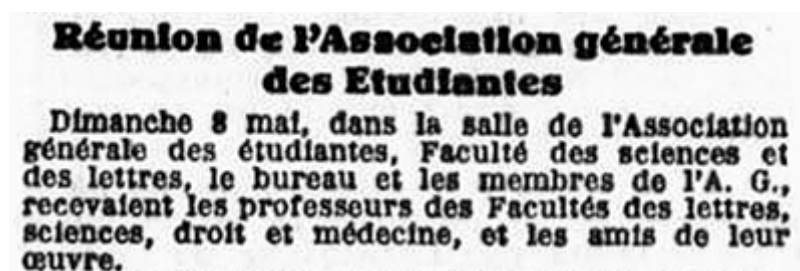 Réunion de l'Association générale
des Etudiantes
Dimanche 8 mai, dans la salle de l'Association
générale des étudiantes, Faculté des sciences et
des lettres, le bureau et les membres de l'A. G.,
recevaient les professeurs des Facultés des lettres,
sciences, droit et médecine, et les amis de leur
œuvre.